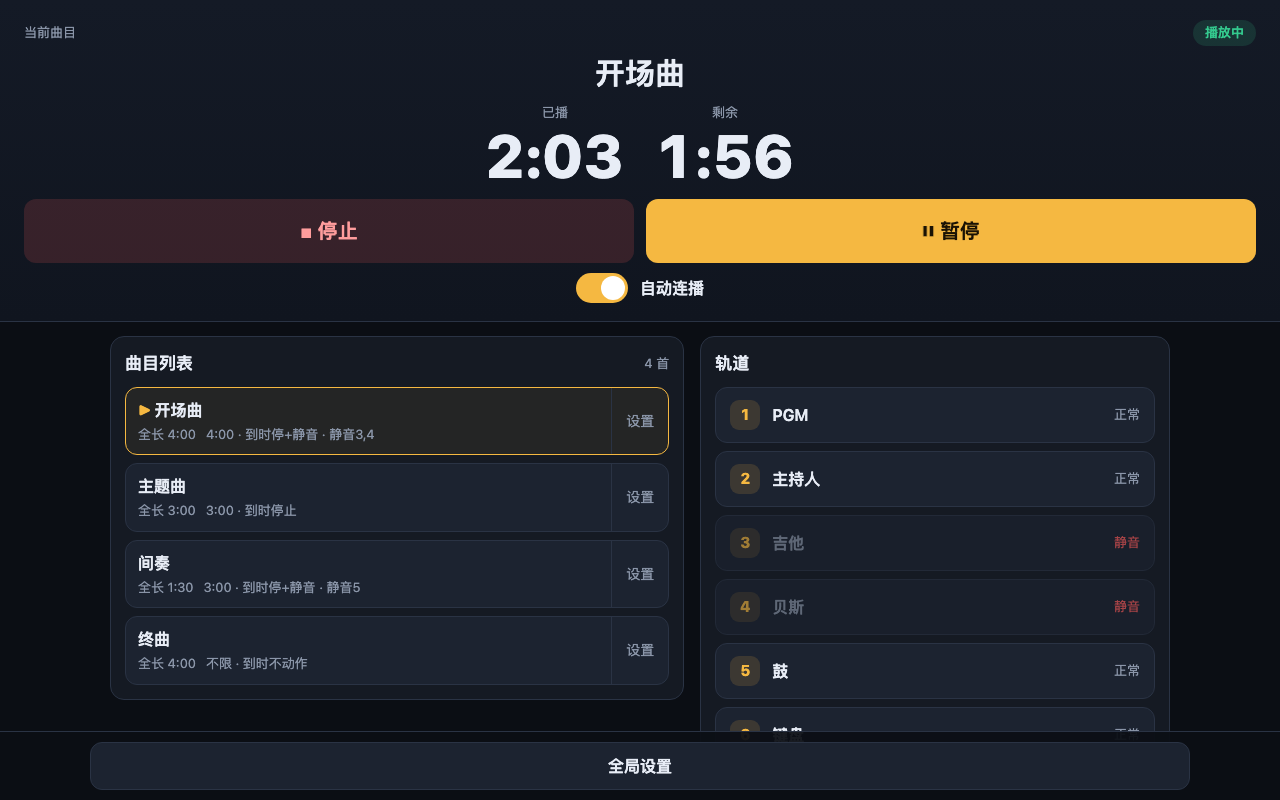 当前曲目
播放中
开场曲
已播
剩余
2:03
1:56
停止
暂停
自动连播
曲目列表
4 首
开场曲
全长 4:00 4:00 · 到时停+静音 · 静音3,4
设置
主题曲
全长 3:00 3:00 · 到时停止
设置
间奏
全长 1:30 3:00 · 到时停+静音 · 静音5
设置
终曲
全长 4:00 不限 · 到时不动作
设置
轨道
1 PGM 正常
2 主持人 正常
3 吉他 静音
4 贝斯 静音
5 鼓 正常
全局设置